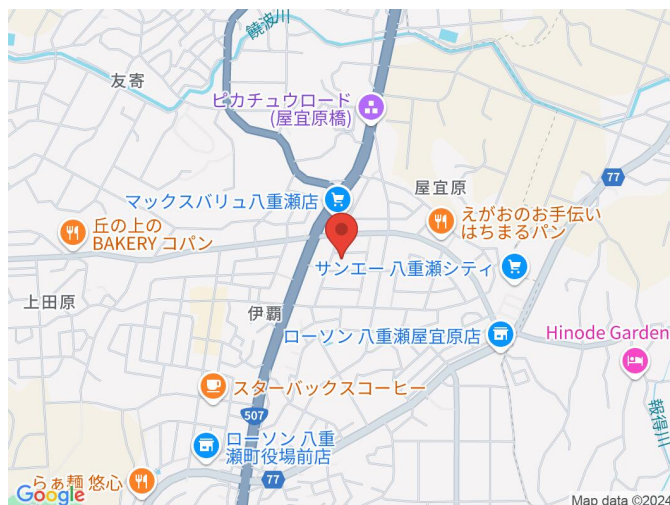 饒波川
友寄
ピカチュウロード
(屋宜原橋)
77
屋宜原
マックスバリュ八重瀬店
丘の上の
BAKERY コパン
えがおのお手伝い
はちまるパン
サンエー 八重瀬シティ
上田原
伊覇
ローソン 八重瀬屋宜原店
Hinode Garden
スターバックスコーヒー
507
報得川
ローソン 八重
瀬町役場前店
77
らぁ麺 悠心
Google
Map data ©2024